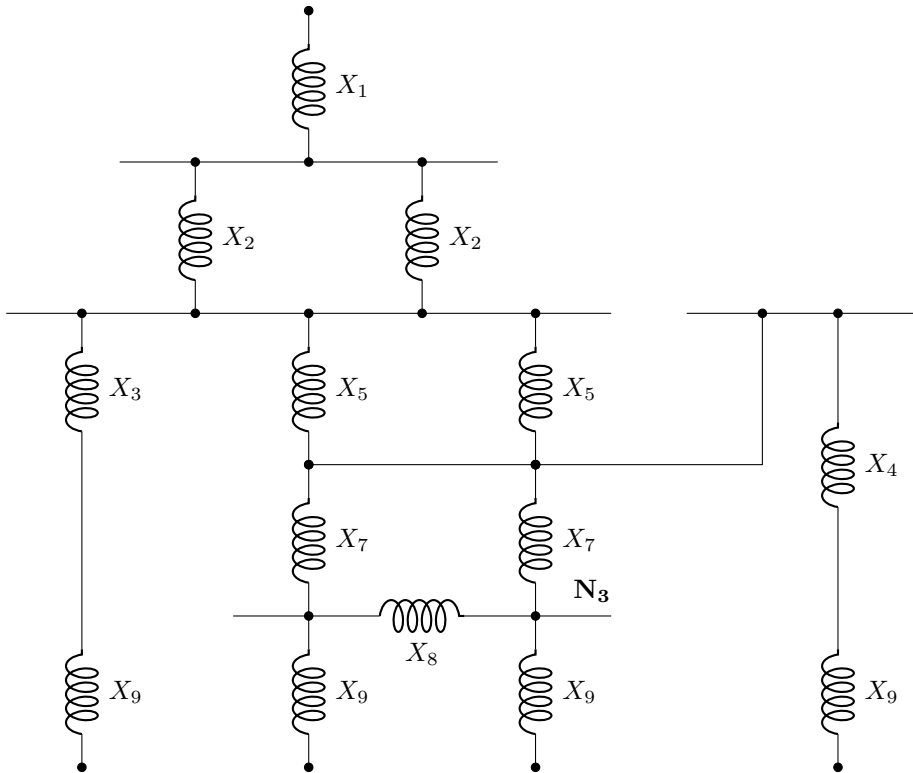 X₁
X₂ X₂
X₃ X₅ X₅
X₄
X₇ X₇
N₃
X₈
X₉ X₉ X₉ X₉